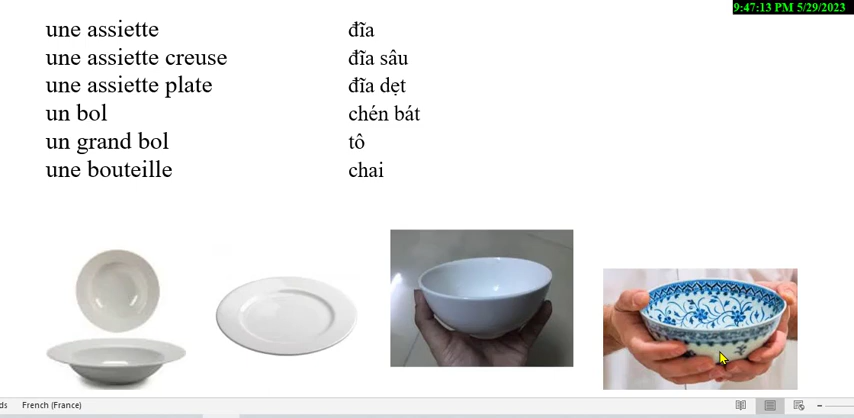 9:47:13 PM 5/29/2023
une assiette đĩa
une assiette creuse đĩa sâu
une assiette plate đĩa dẹt
un bol chén bát
un grand bol tô
une bouteille chai
ds French (France)